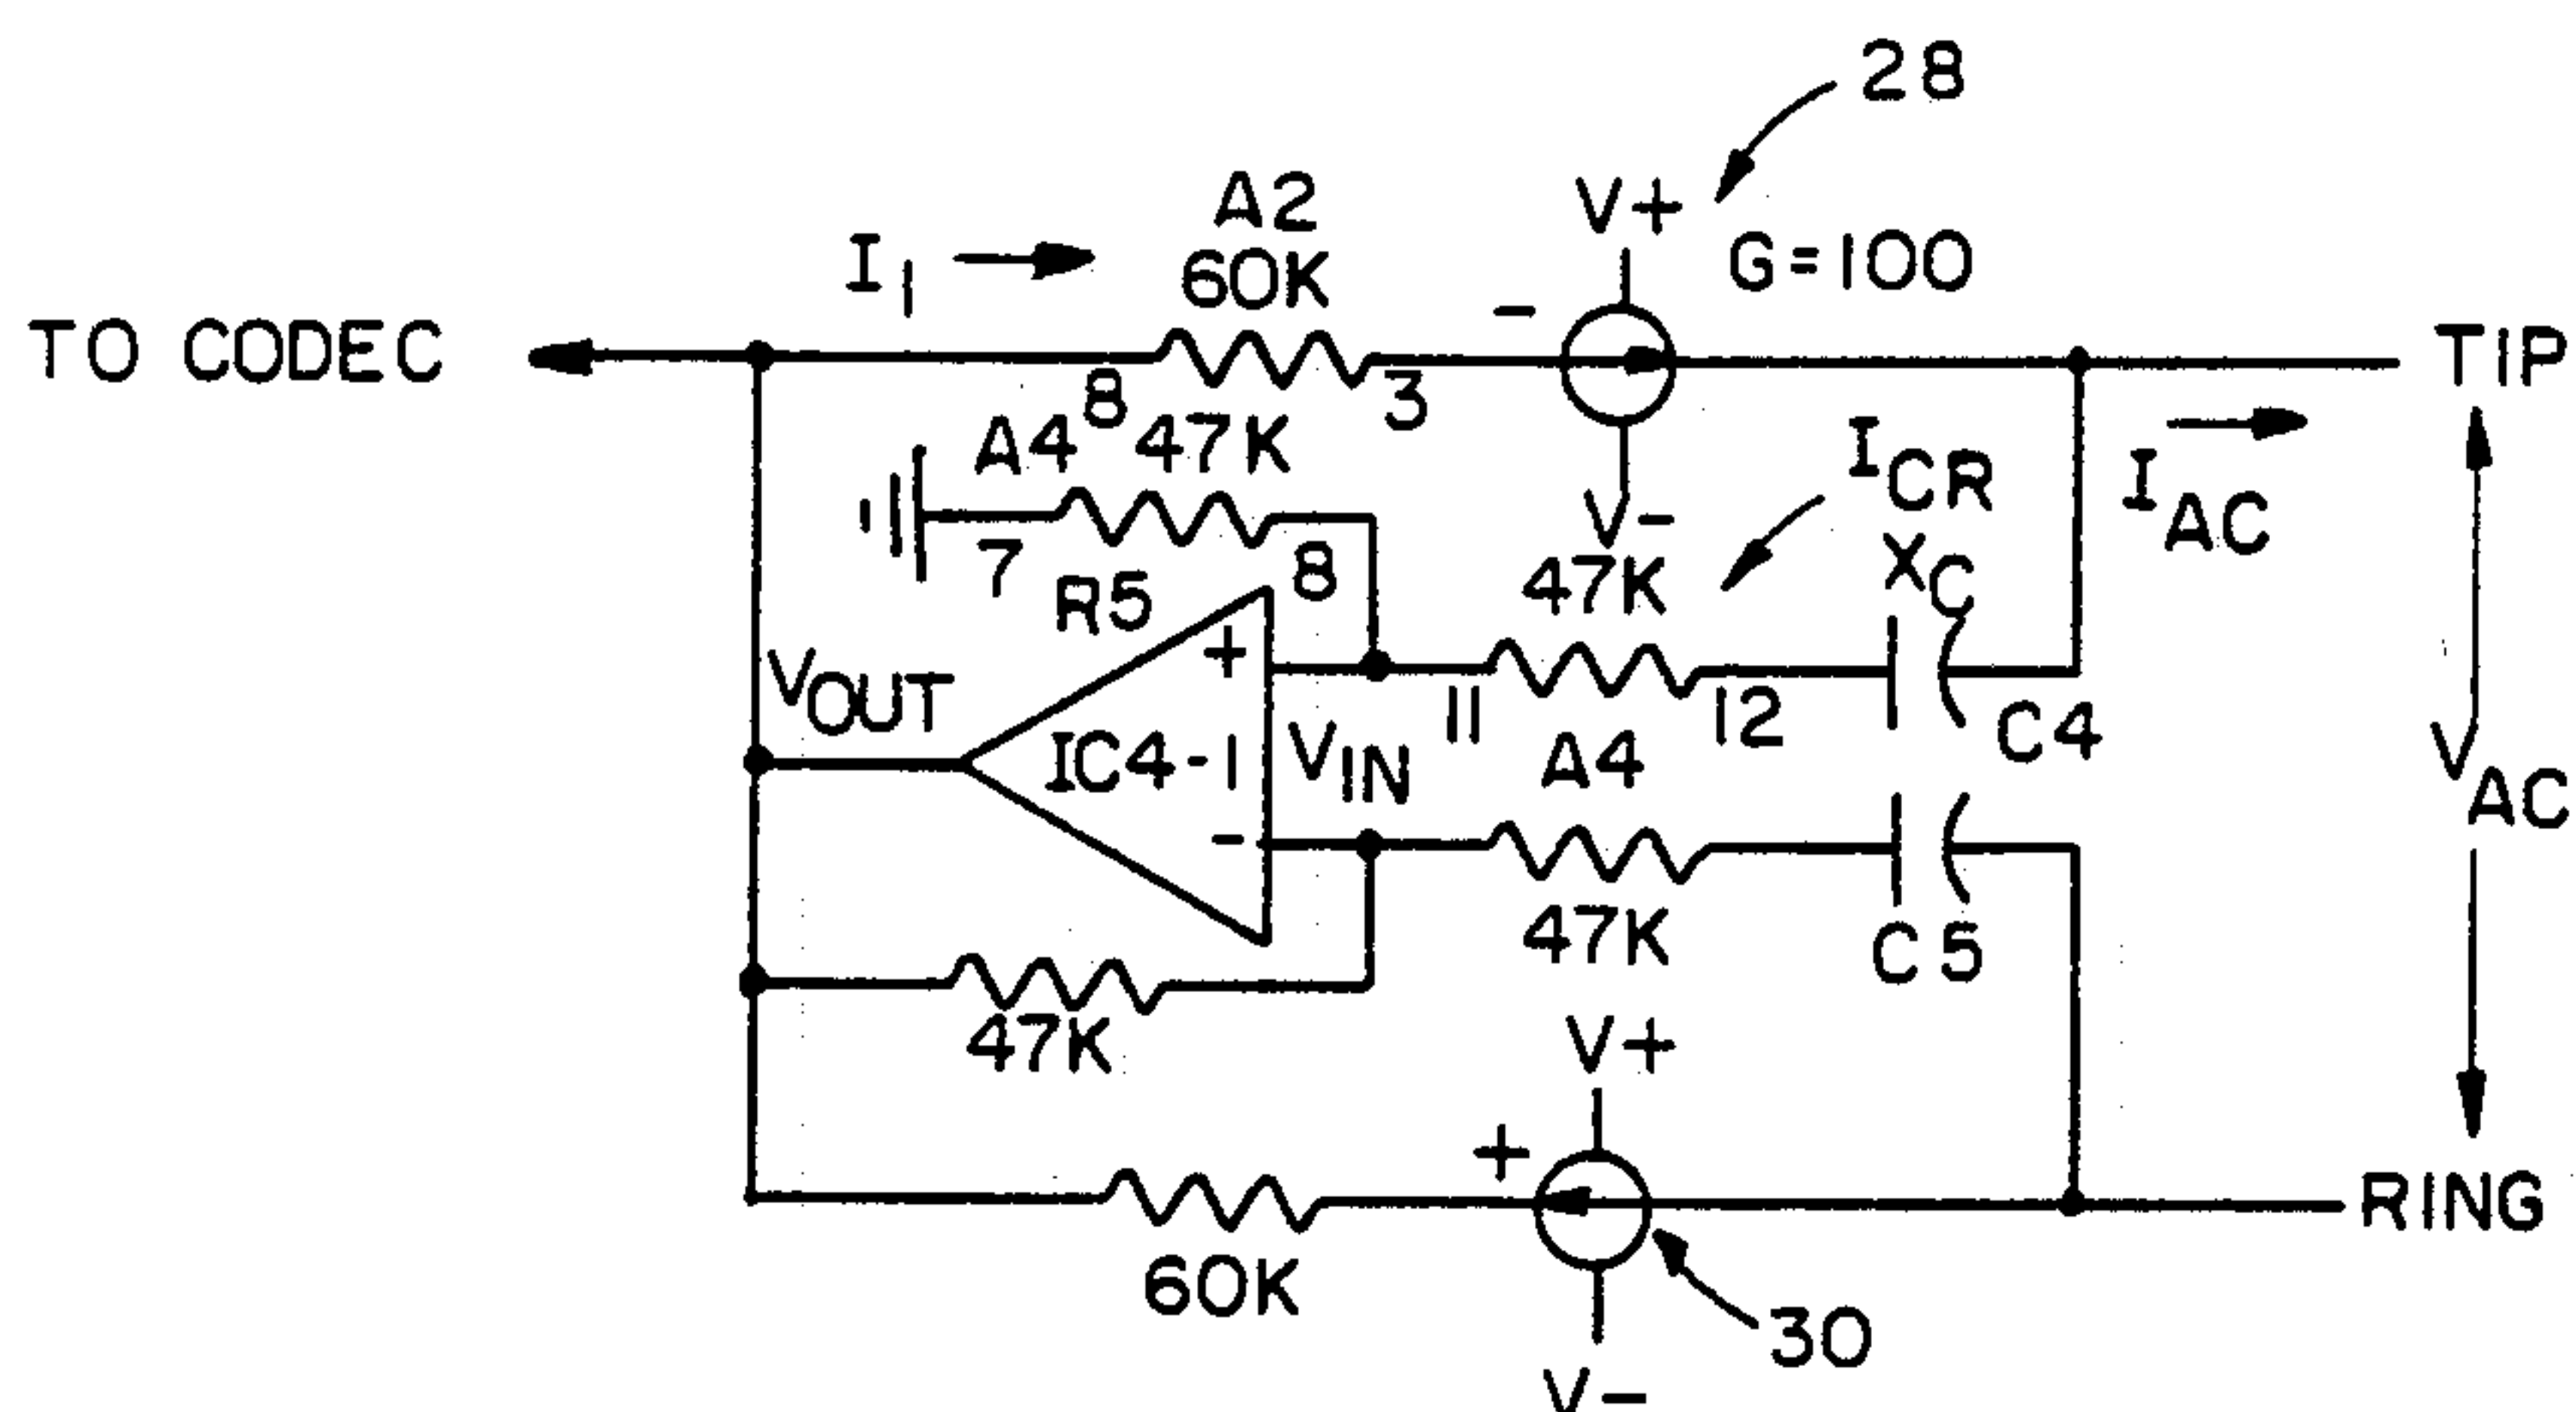 28
A2
V+
I1
60K
G=100
-
TO CODEC
TIP
8
3
A4
47K
ICR
V-
IAC
7
8
R5
47K
XC
+
VOUT
11
12
C4
IC4-1
VIN
A4
VAC
-
47K
C5
47K
V+
+
RING
60K
30
V-